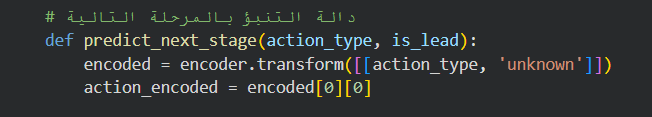 # دالة التنبؤ بالمرحلة التالية
def predict_next_stage(action_type, is_lead):
    encoded = encoder.transform([[action_type, 'unknown']])
    action_encoded = encoded[0][0]